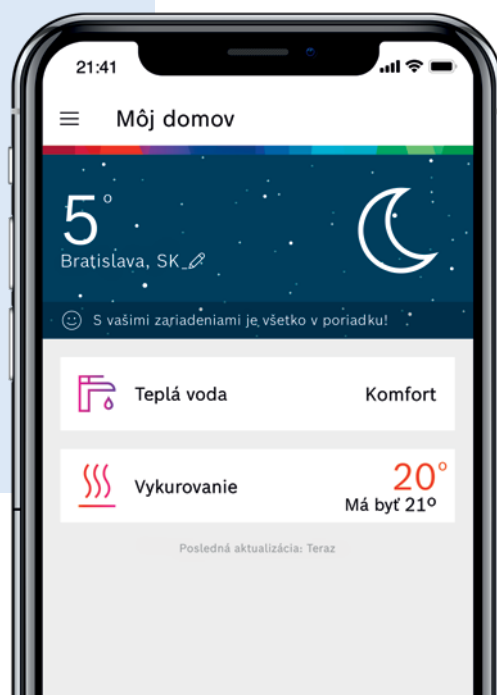 21:41
Môj domov
5°
Bratislava, SK
S vašimi zariadeniami je všetko v poriadku!
Teplá voda Komfort
Vykurovanie 20°
Má byť 21º
Posledná aktualizácia: Teraz